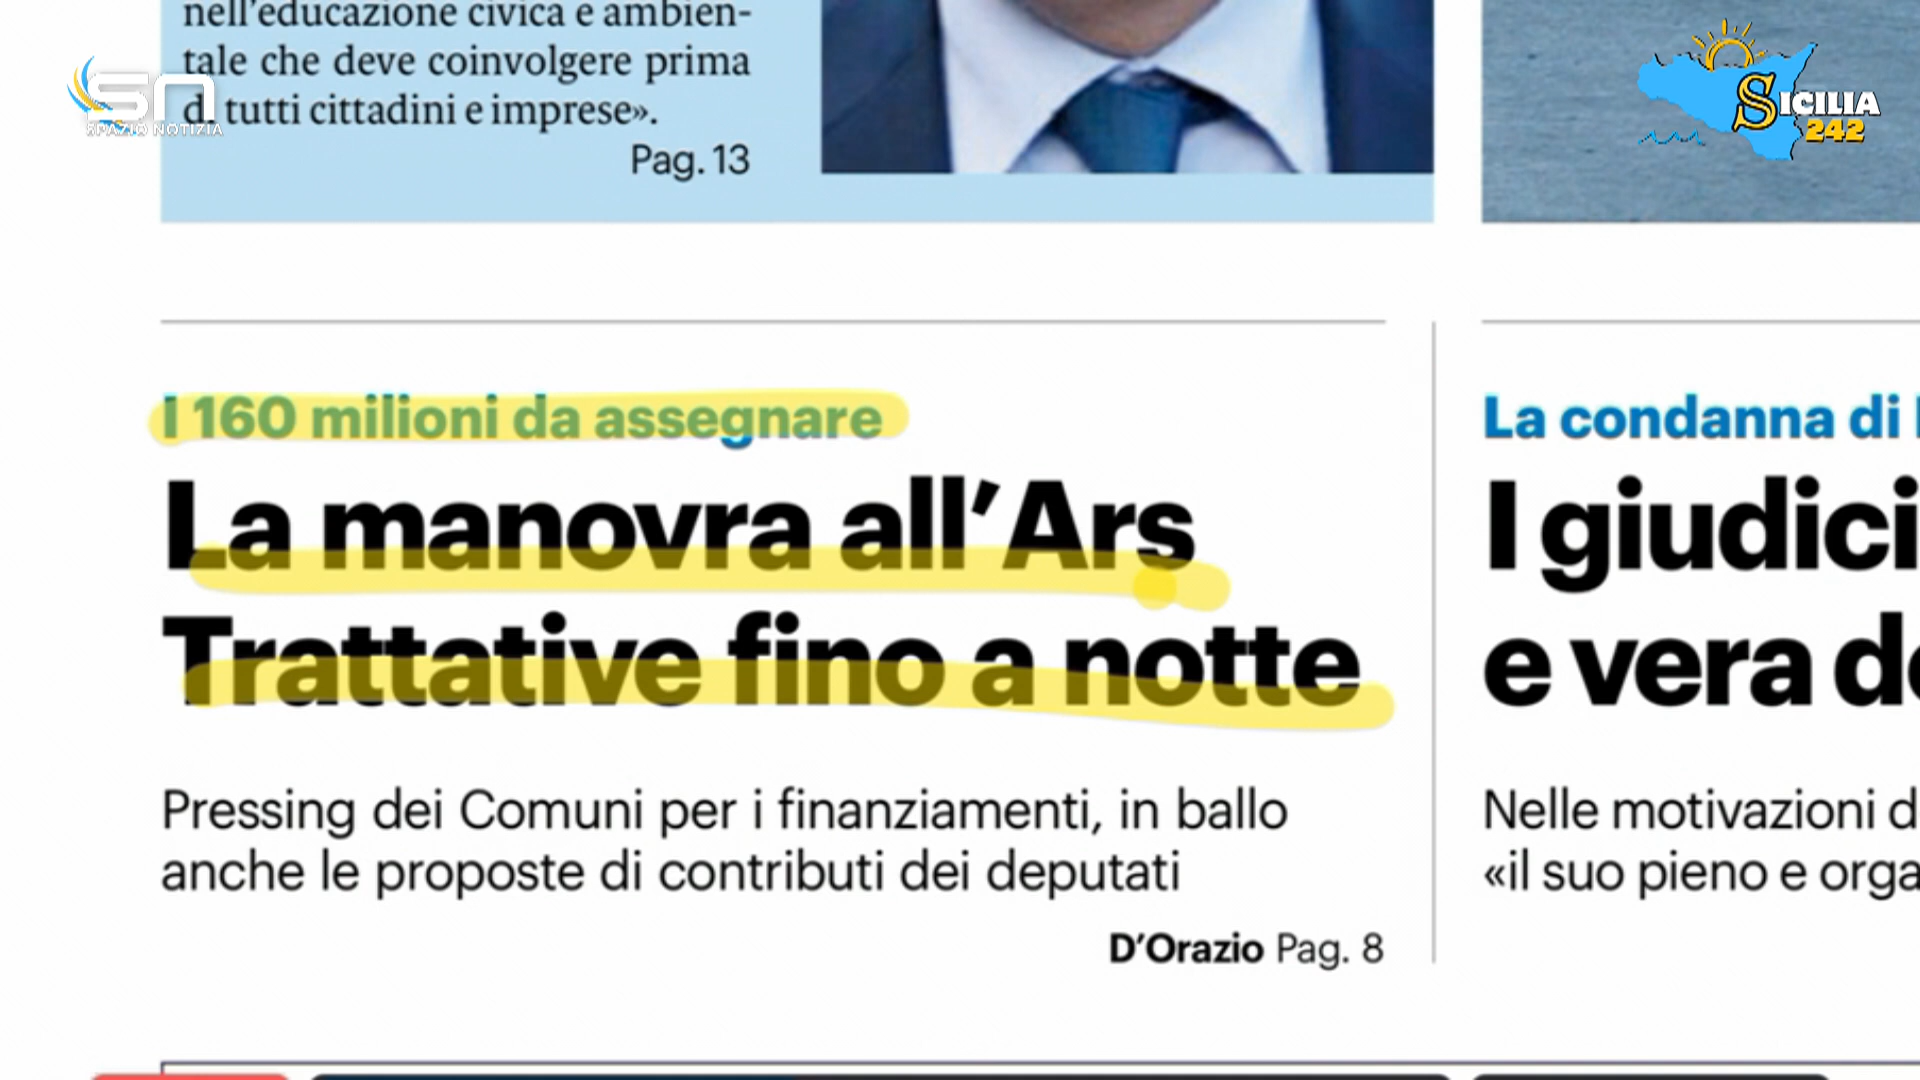 nell'educazione civica e ambien-
tale che deve coinvolgere prima
di tutti cittadini e imprese».
Pag. 13
SN
SPAZIO NOTIZIA
SICILIA
242
I 160 milioni da assegnare
La manovra all'Ars
Trattative fino a notte
Pressing dei Comuni per i finanziamenti, in ballo
anche le proposte di contributi dei deputati
D'Orazio Pag. 8
La condanna di
I giudici
e vera
Nelle motivazioni
«il suo pieno e